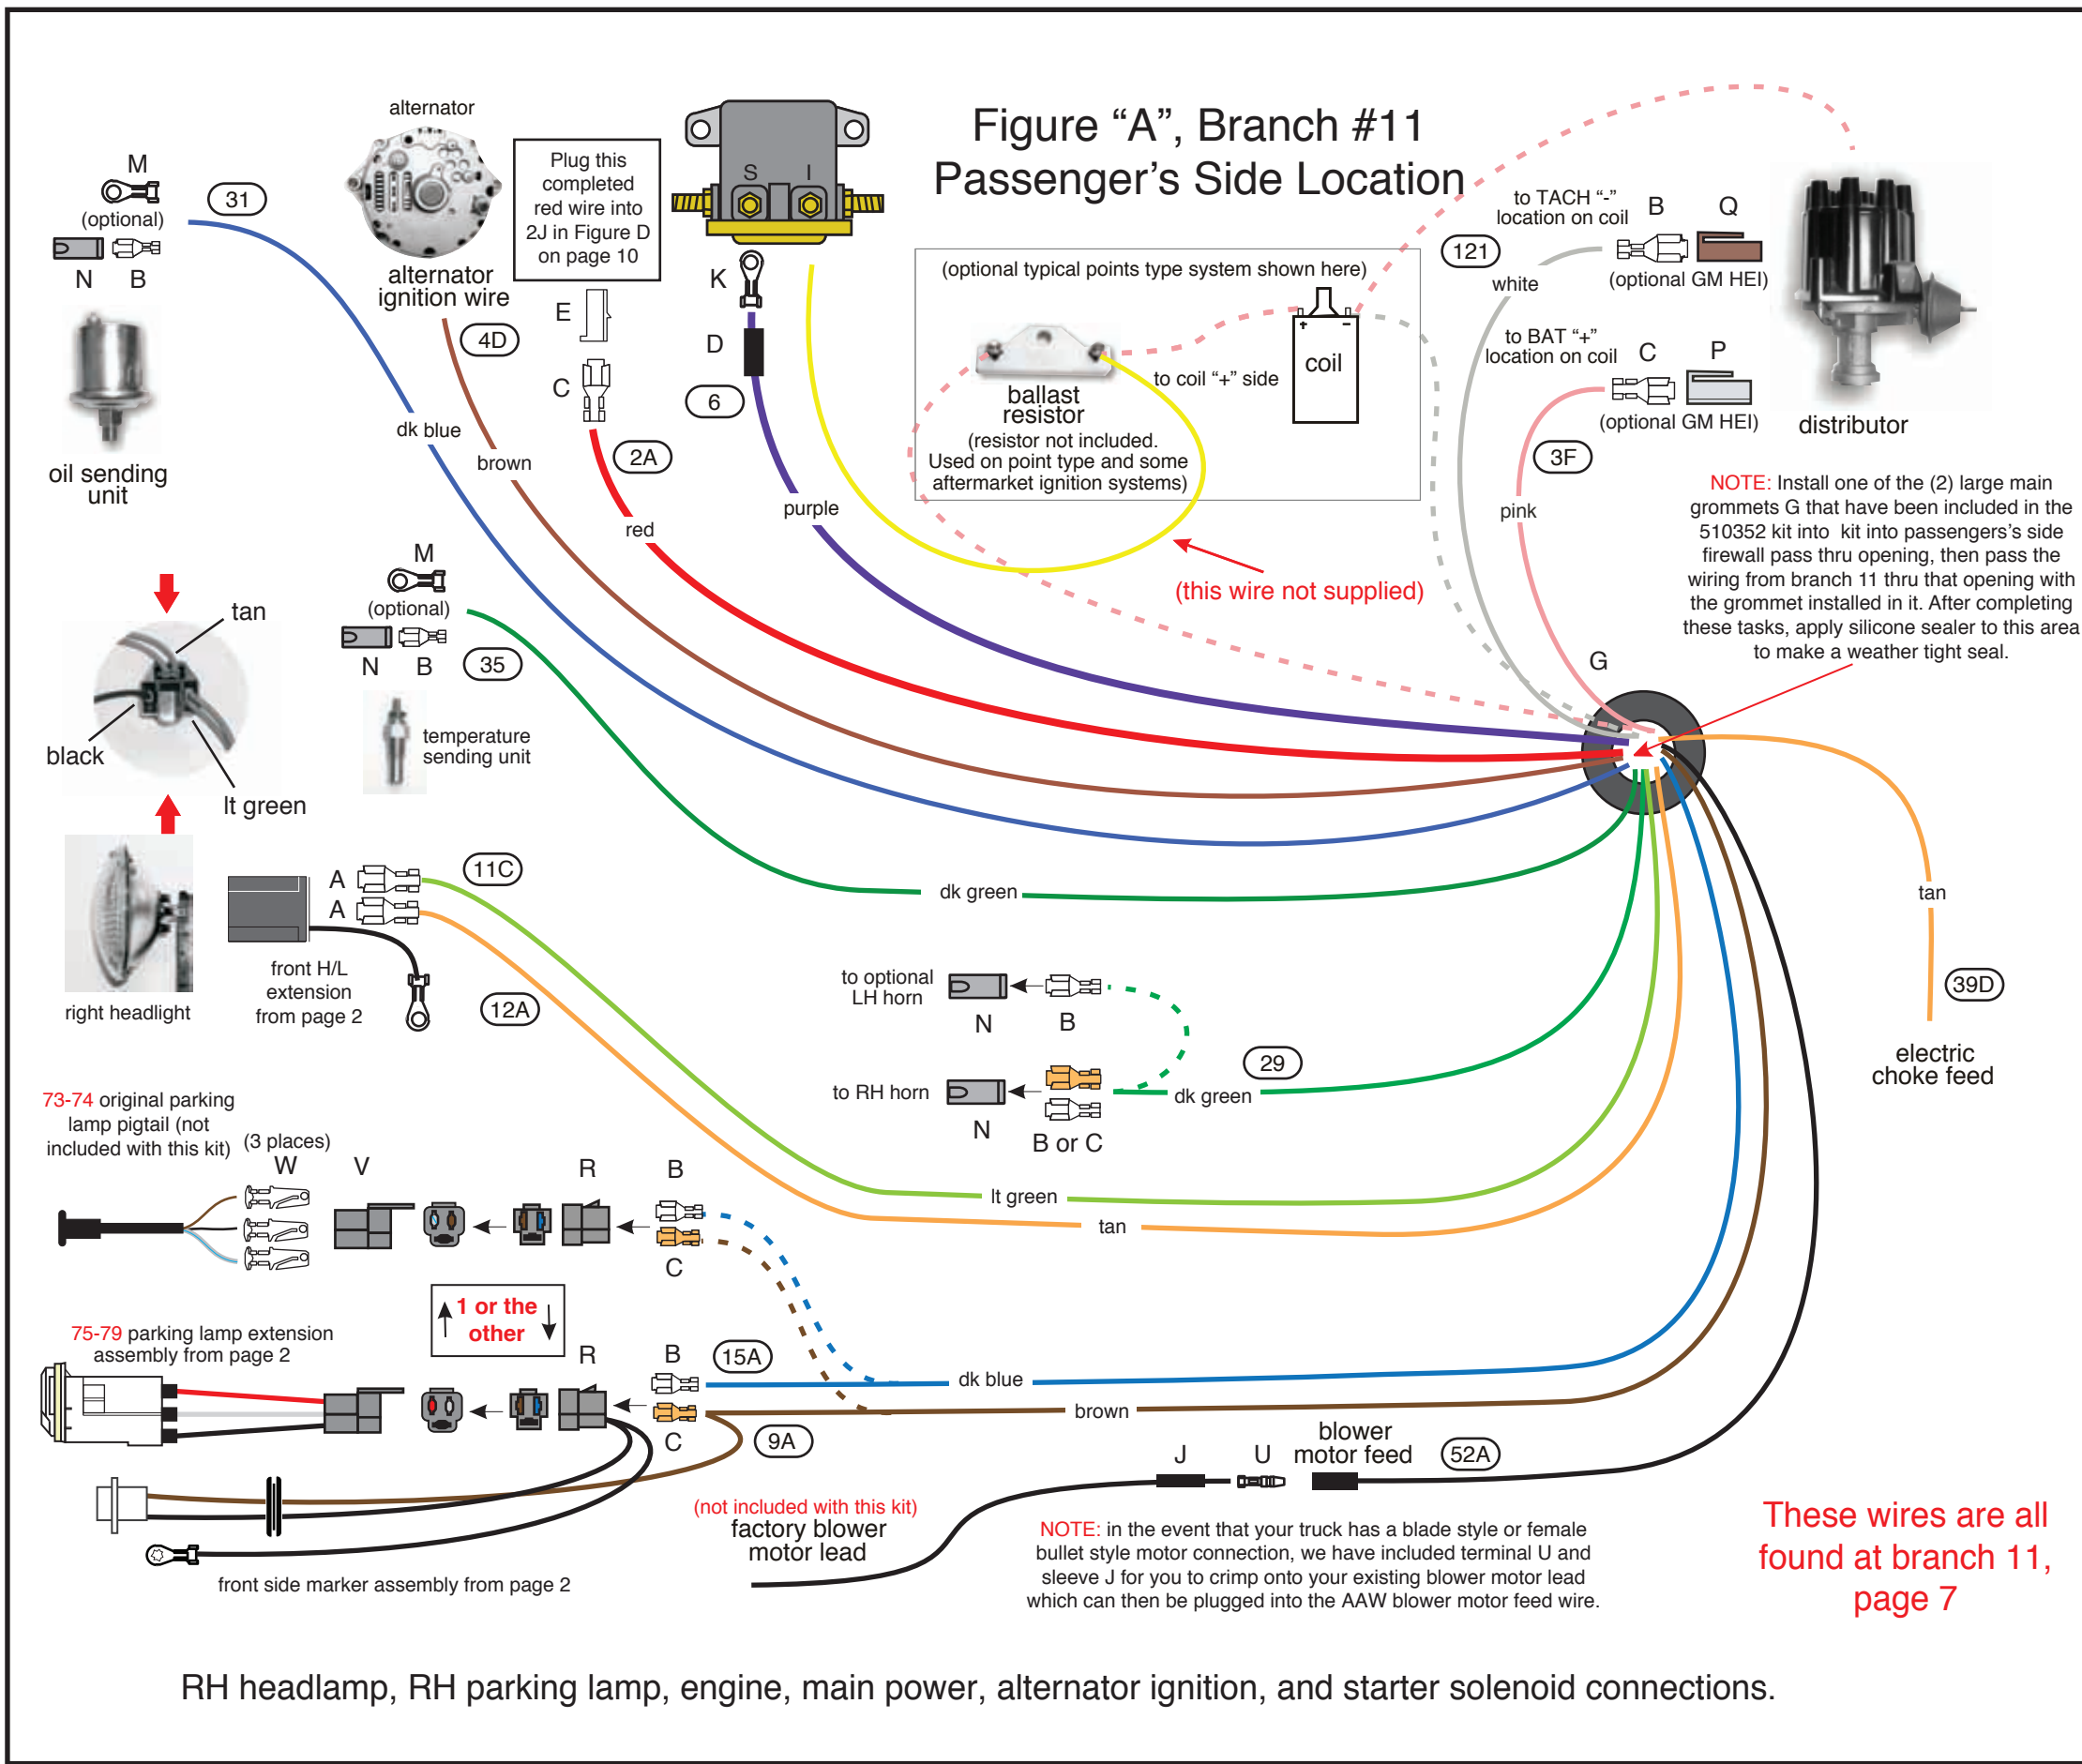 Figure “A”, Branch #11
Passenger’s Side Location
alternator
M
(optional)
N
B
31
oil sending
unit
alternator
ignition wire
4D
Plug this
completed
red wire into
2J in Figure D
on page 10
E
C
2A
S
I
K
D
6
dk blue
brown
red
purple
(optional typical points type system shown here)
ballast
resistor
(resistor not included.
Used on point type and some
aftermarket ignition systems)
to coil “+” side
+
-
coil
(this wire not supplied)
121
white
to TACH “-”
location on coil
B
Q
(optional GM HEI)
to BAT “+”
location on coil
C
P
(optional GM HEI)
3F
pink
distributor
NOTE: Install one of the (2) large main
grommets G that have been included in the
510352 kit into  kit into passengers’s side
firewall pass thru opening, then pass the
wiring from branch 11 thru that opening with
the grommet installed in it. After completing
these tasks, apply silicone sealer to this area
to make a weather tight seal.
G
tan
black
lt green
M
(optional)
N
B
35
temperature
sending unit
dk green
tan
39D
electric
choke feed
right headlight
A
A
11C
12A
front H/L
extension
from page 2
to optional
LH horn
N
B
to RH horn
N
B or C
29
dk green
lt green
tan
73-74 original parking
lamp pigtail (not
included with this kit)
(3 places)
W
V
R
B
C
1 or the
other
75-79 parking lamp extension
assembly from page 2
R
B
15A
C
9A
dk blue
brown
front side marker assembly from page 2
J
U
blower
motor feed
52A
(not included with this kit)
factory blower
motor lead
NOTE: in the event that your truck has a blade style or female
bullet style motor connection, we have included terminal U and
sleeve J for you to crimp onto your existing blower motor lead
which can then be plugged into the AAW blower motor feed wire.
These wires are all
found at branch 11,
page 7
RH headlamp, RH parking lamp, engine, main power, alternator ignition, and starter solenoid connections.